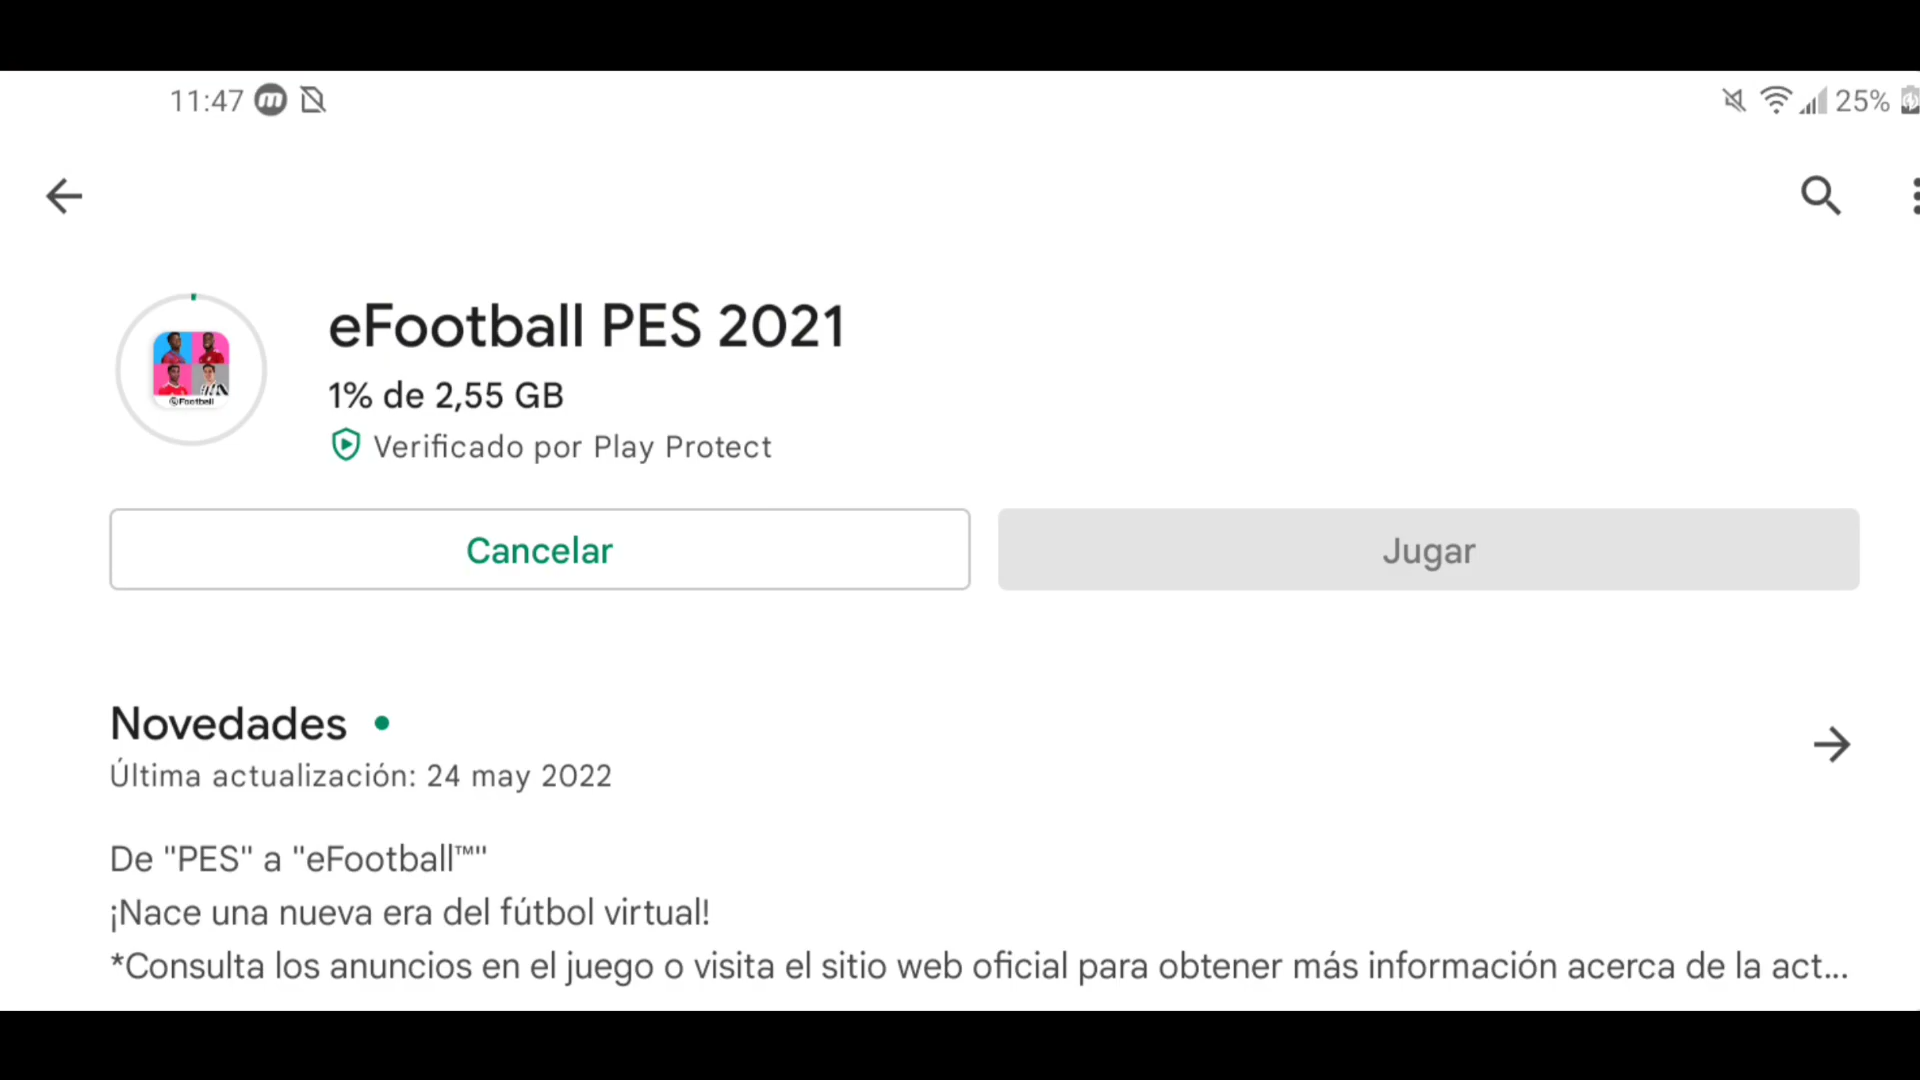 11:47
25%
eFootball PES 2021
1% de 2,55 GB
Verificado por Play Protect
eFootball
Cancelar
Jugar
Novedades
Última actualización: 24 may 2022
De "PES" a "eFootball™"
¡Nace una nueva era del fútbol virtual!
*Consulta los anuncios en el juego o visita el sitio web oficial para obtener más información acerca de la act...